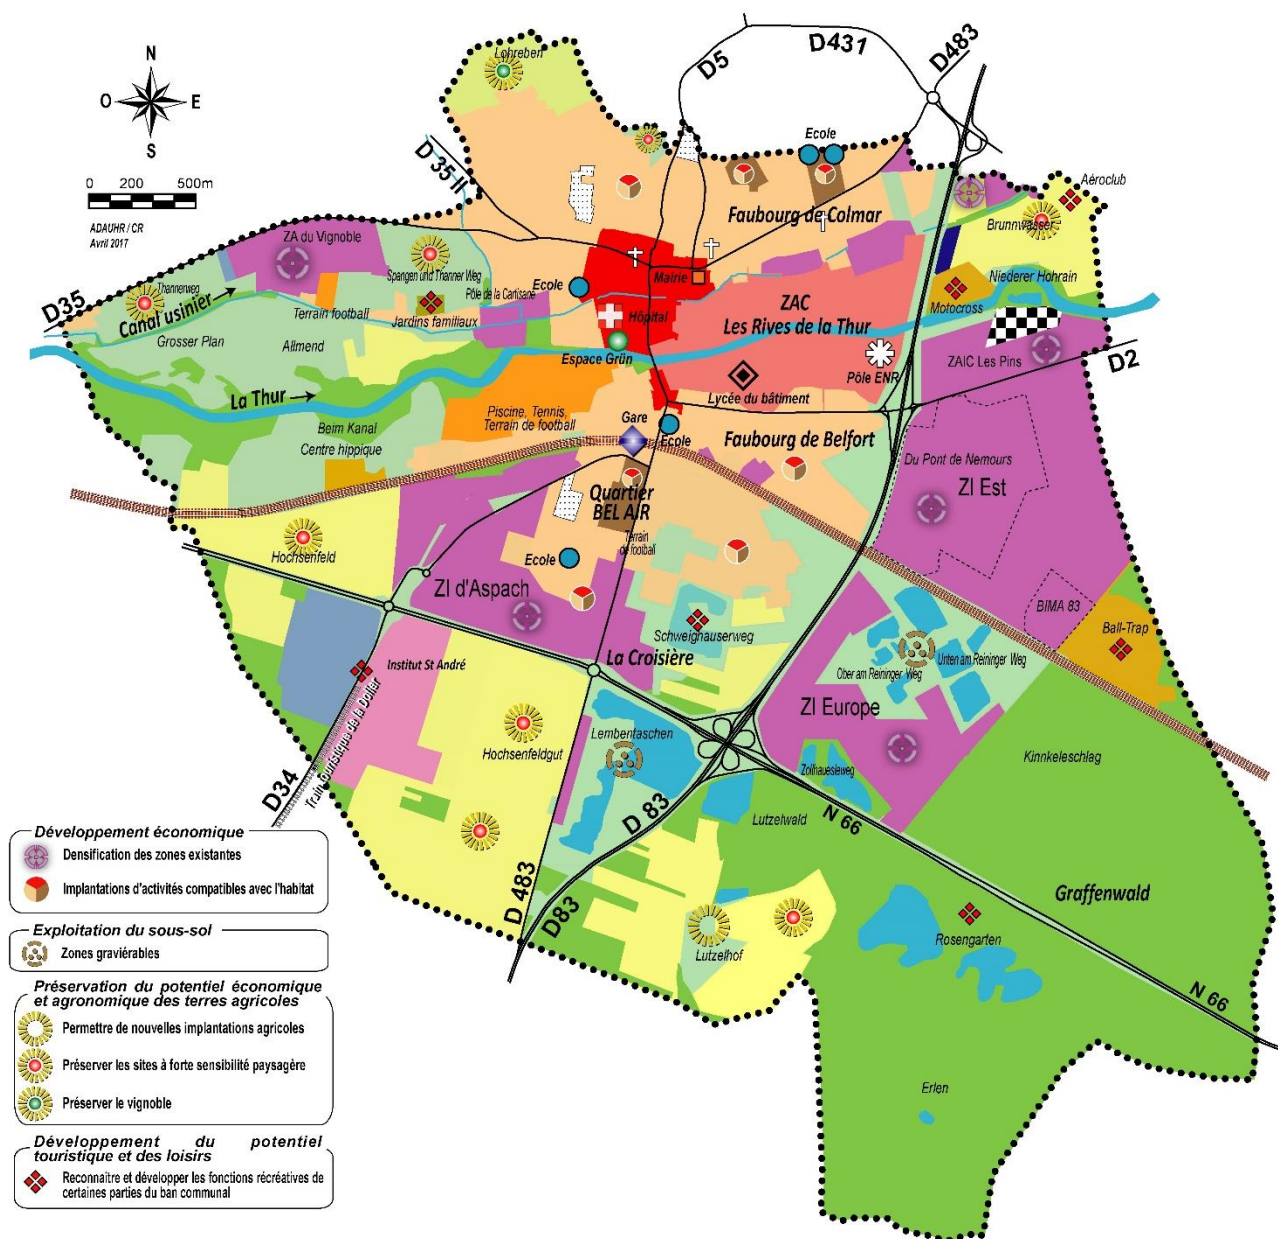 N
O
E
S
0 200 500m
ADAUHR / CR
Avril 2017
Lohreben
D5
D431
D483
D 35 II
Ecole
Aéroclub
Faubourg de Colmar
Brunnwasser
ZA du Vignoble
Thannerweg
Spangen und Thanner Weg
Pôle de la Cartisane
Ecole
Mairie
Niederer Hohrain
Motocross
D35
Canal usinier
Terrain football
Jardins familiaux
Hôpital
ZAC
Les Rives de la Thur
Grosser Plan
Allmend
Espace Grün
Pôle ENR
ZAIC Les Pins
D2
La Thur
Lycée du bâtiment
Piscine, Tennis,
Terrain de football
Gare
Ecole
Faubourg de Belfort
Beim Kanal
Centre hippique
Du Pont de Nemours
ZI Est
Quartier
BEL AIR
Terrain
de football
Hochsenfeld
Ecole
ZI d'Aspach
BIMA 83
Ball-Trap
Schweighauserweg
Institut St André
La Croisière
Ober am Reininger Weg
Unten am Reininger Weg
ZI Europe
Hochsenfeldgut
Lembentaschen
Zollhauesleweg
Kinnkeleschlag
D34
Train touristique de la Doller
D 83
Lutzelwald
N 66
Graffenwald
D 483
D83
Lutzelhof
Rosengarten
N 66
Erlen
Développement économique
Densification des zones existantes
Implantations d'activités compatibles avec l'habitat
Exploitation du sous-sol
Zones graviérables
Préservation du potentiel économique
et agronomique des terres agricoles
Permettre de nouvelles implantations agricoles
Préserver les sites à forte sensibilité paysagère
Préserver le vignoble
Développement du potentiel
touristique et des loisirs
Reconnaître et développer les fonctions récréatives de
certaines parties du ban communal